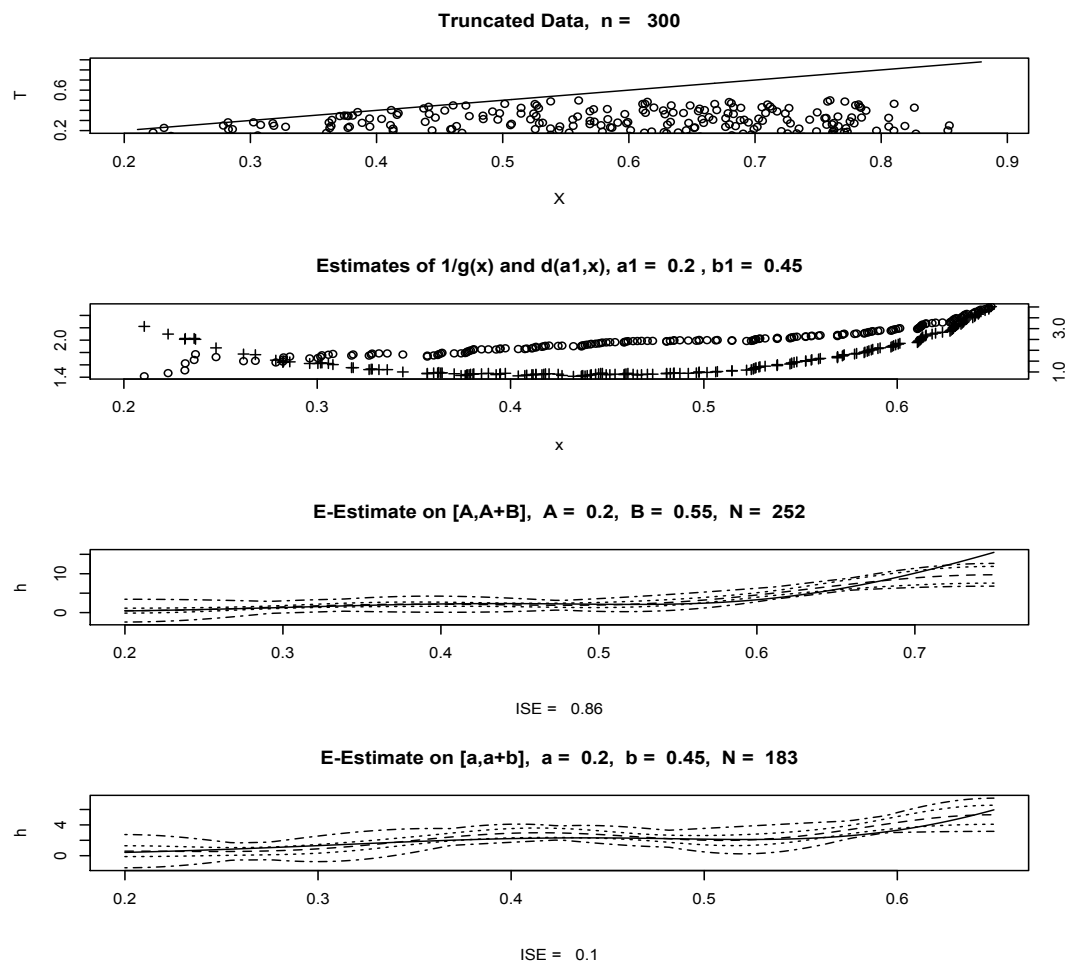 Truncated Data, n = 300
T
0.2 0.6
0.2 0.3 0.4 0.5 0.6 0.7 0.8 0.9
X
Estimates of 1/g(x) and d(a1,x), a1 = 0.2 , b1 = 0.45
1.4 2.0
1.0 3.0
0.2 0.3 0.4 0.5 0.6
x
E-Estimate on [A,A+B], A = 0.2, B = 0.55, N = 252
h
0 10
0.2 0.3 0.4 0.5 0.6 0.7
ISE = 0.86
E-Estimate on [a,a+b], a = 0.2, b = 0.45, N = 183
h
0 4
0.2 0.3 0.4 0.5 0.6
ISE = 0.1